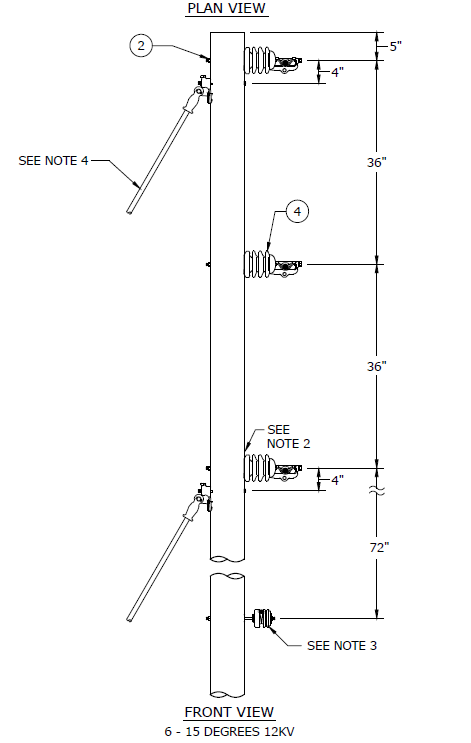 PLAN VIEW
2
5"
4"
SEE NOTE 4
36"
4
36"
SEE
NOTE 2
4"
72"
SEE NOTE 3
FRONT VIEW
6 - 15 DEGREES 12KV